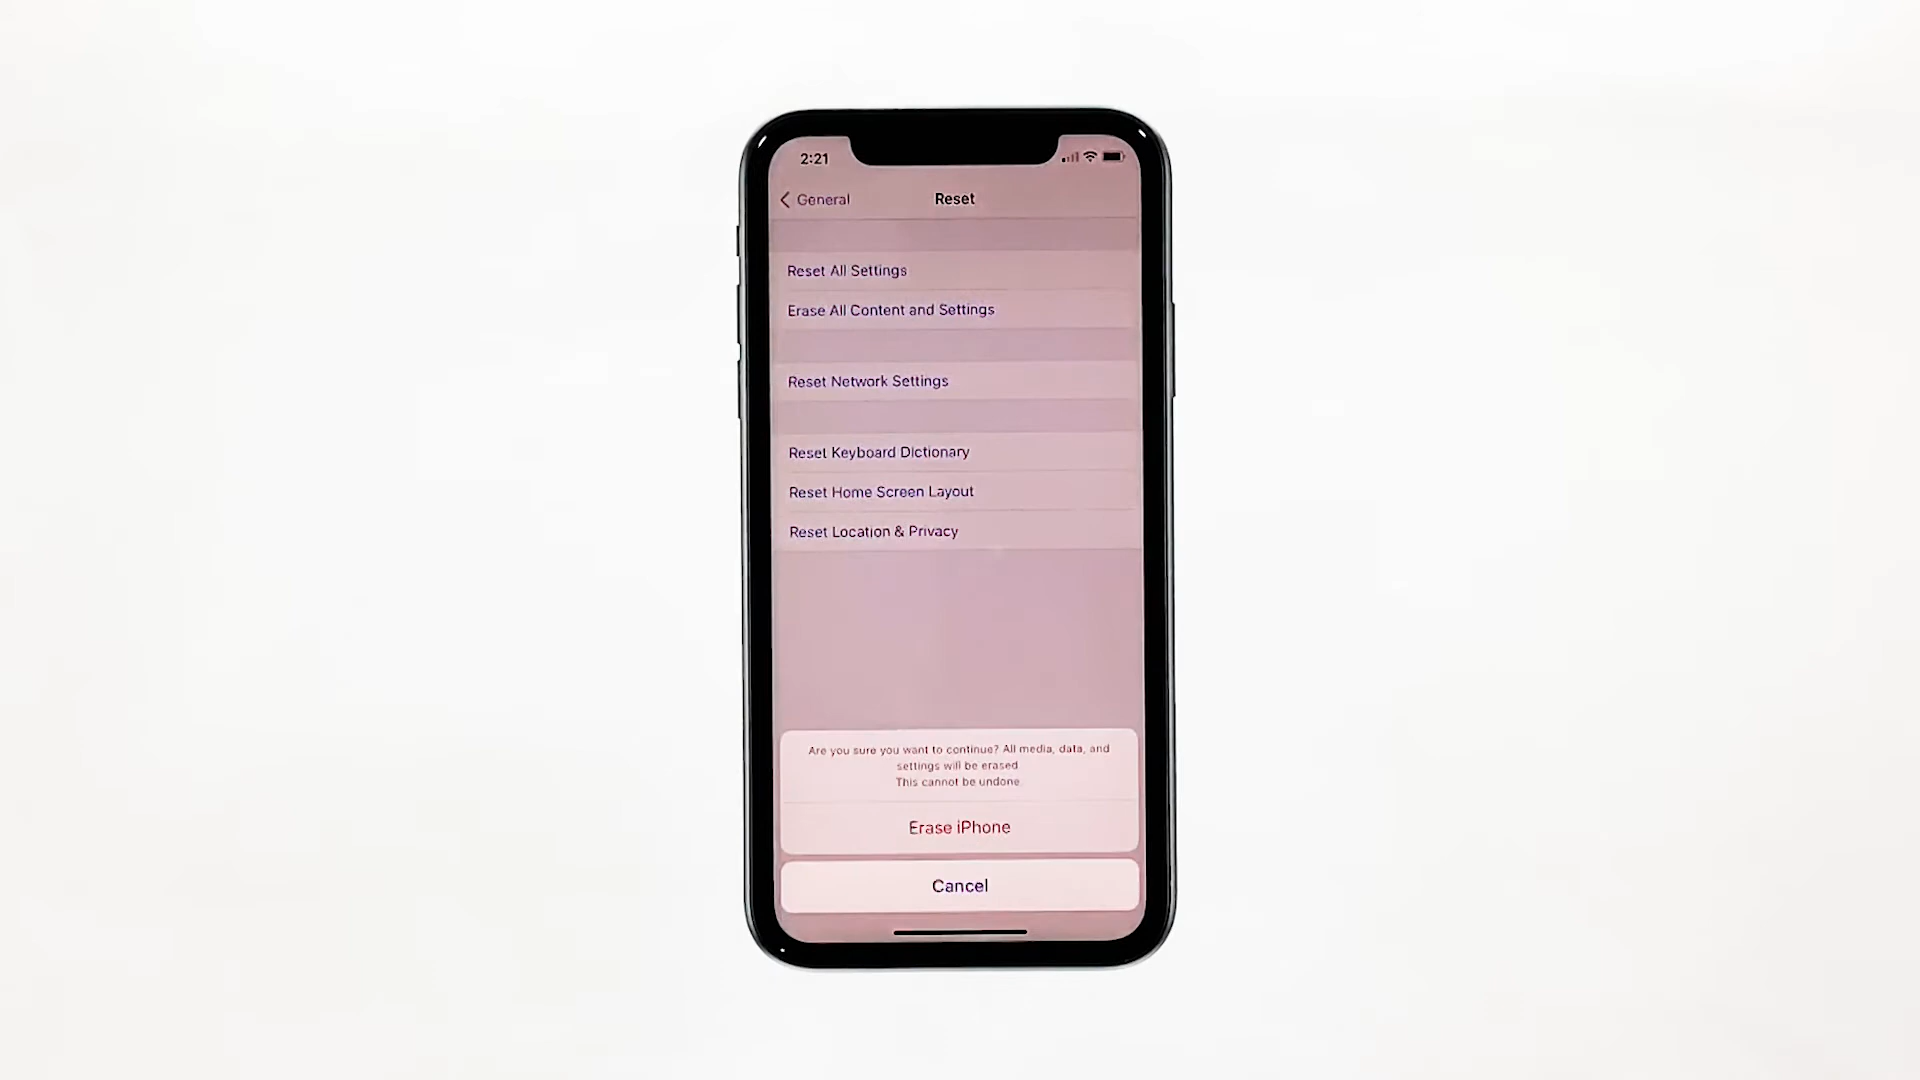 2:21
General
Reset
Reset All Settings
Erase All Content and Settings
Reset Network Settings
Reset Keyboard Dictionary
Reset Home Screen Layout
Reset Location & Privacy
Are you sure you want to continue? All media, data, and
settings will be erased
This cannot be undone.
Erase iPhone
Cancel